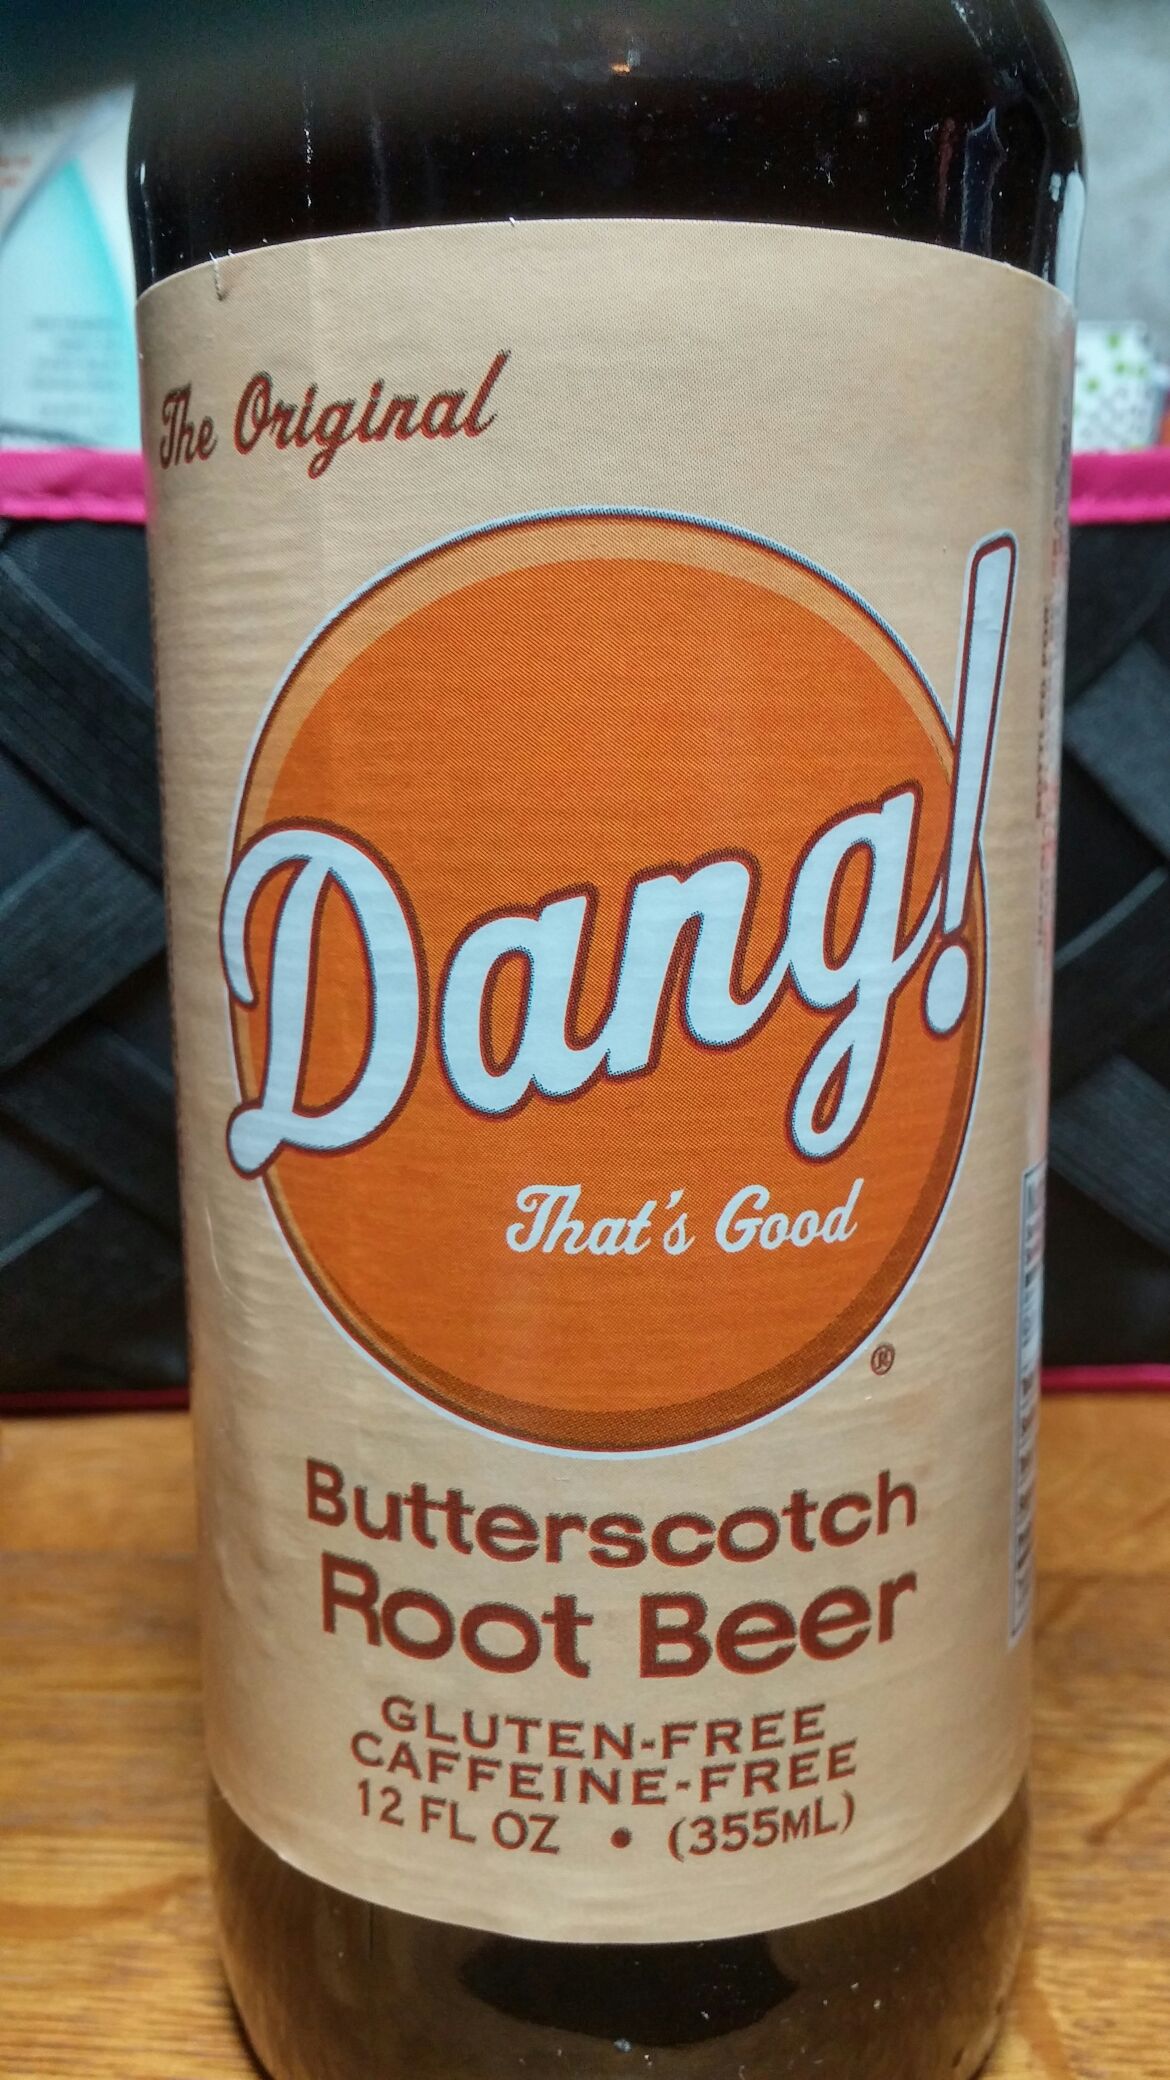 The Original
Dang!
That's Good
®
Butterscotch
Root Beer
GLUTEN-FREE
CAFFEINE-FREE
12 FL OZ • (355ML)